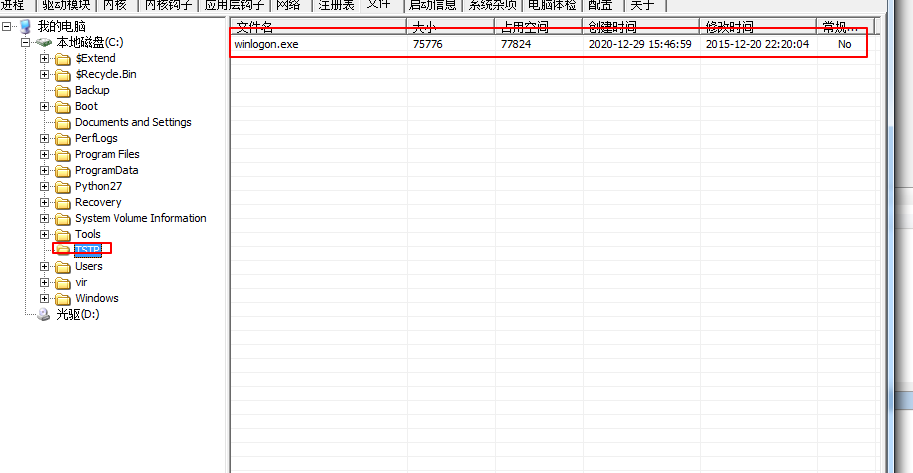 进程 驱动模块 内核 内核钩子 应用层钩子 网络 注册表 文件 启动信息 系统杂项 电脑体检 配置 关于
我的电脑
本地磁盘(C:)
$Extend
$Recycle.Bin
Backup
Boot
Documents and Settings
PerfLogs
Program Files
ProgramData
Python27
Recovery
System Volume Information
Tools
Users
vir
Windows
光驱(D:)
文件名 大小 占用空间 创建时间 修改时间 常规...
winlogon.exe 75776 77824 2020-12-29 15:46:59 2015-12-20 22:20:04 No